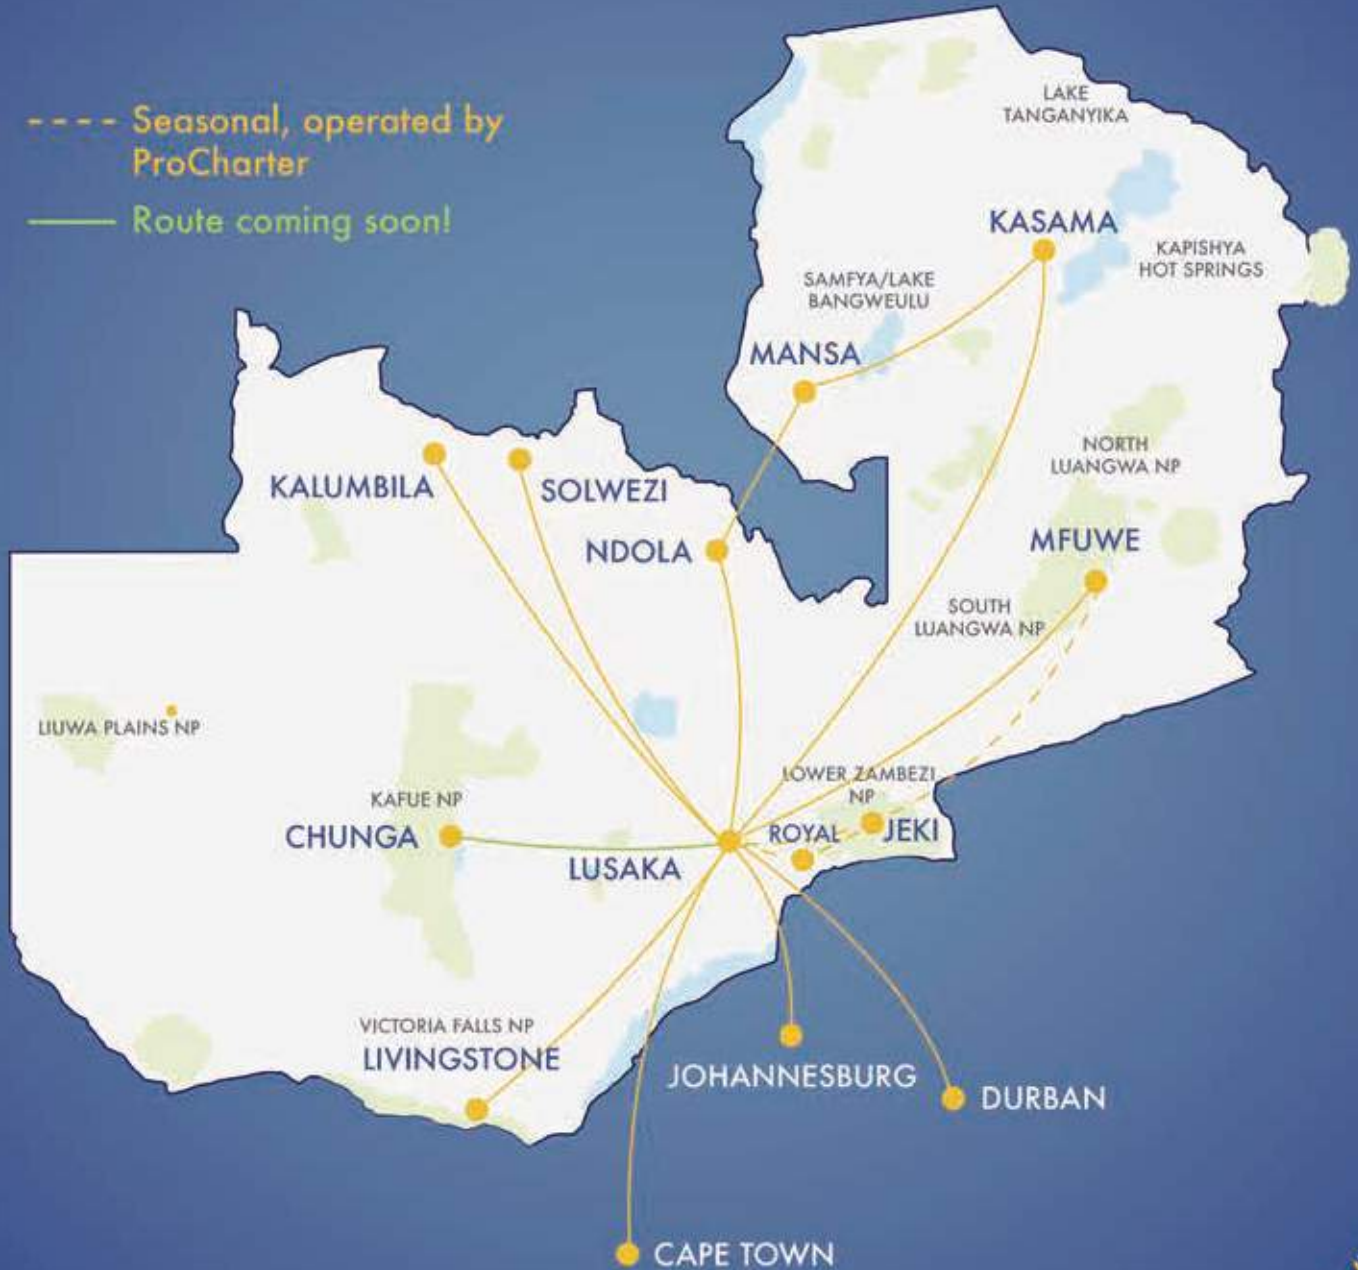 Seasonal, operated by
ProCharter
Route coming soon!
LAKE
TANGANYIKA
KASAMA
KAPISHYA
HOT SPRINGS
SAMFYA/LAKE
BANGWEULU
MANSA
NORTH
LUANGWA NP
KALUMBILA
SOLWEZI
NDOLA
MFUWE
SOUTH
LUANGWA NP
LIUWA PLAINS NP
LOWER ZAMBEZI
NP
KAFUE NP
CHUNGA
LUSAKA
ROYAL
JEKI
VICTORIA FALLS NP
LIVINGSTONE
JOHANNESBURG
DURBAN
CAPE TOWN